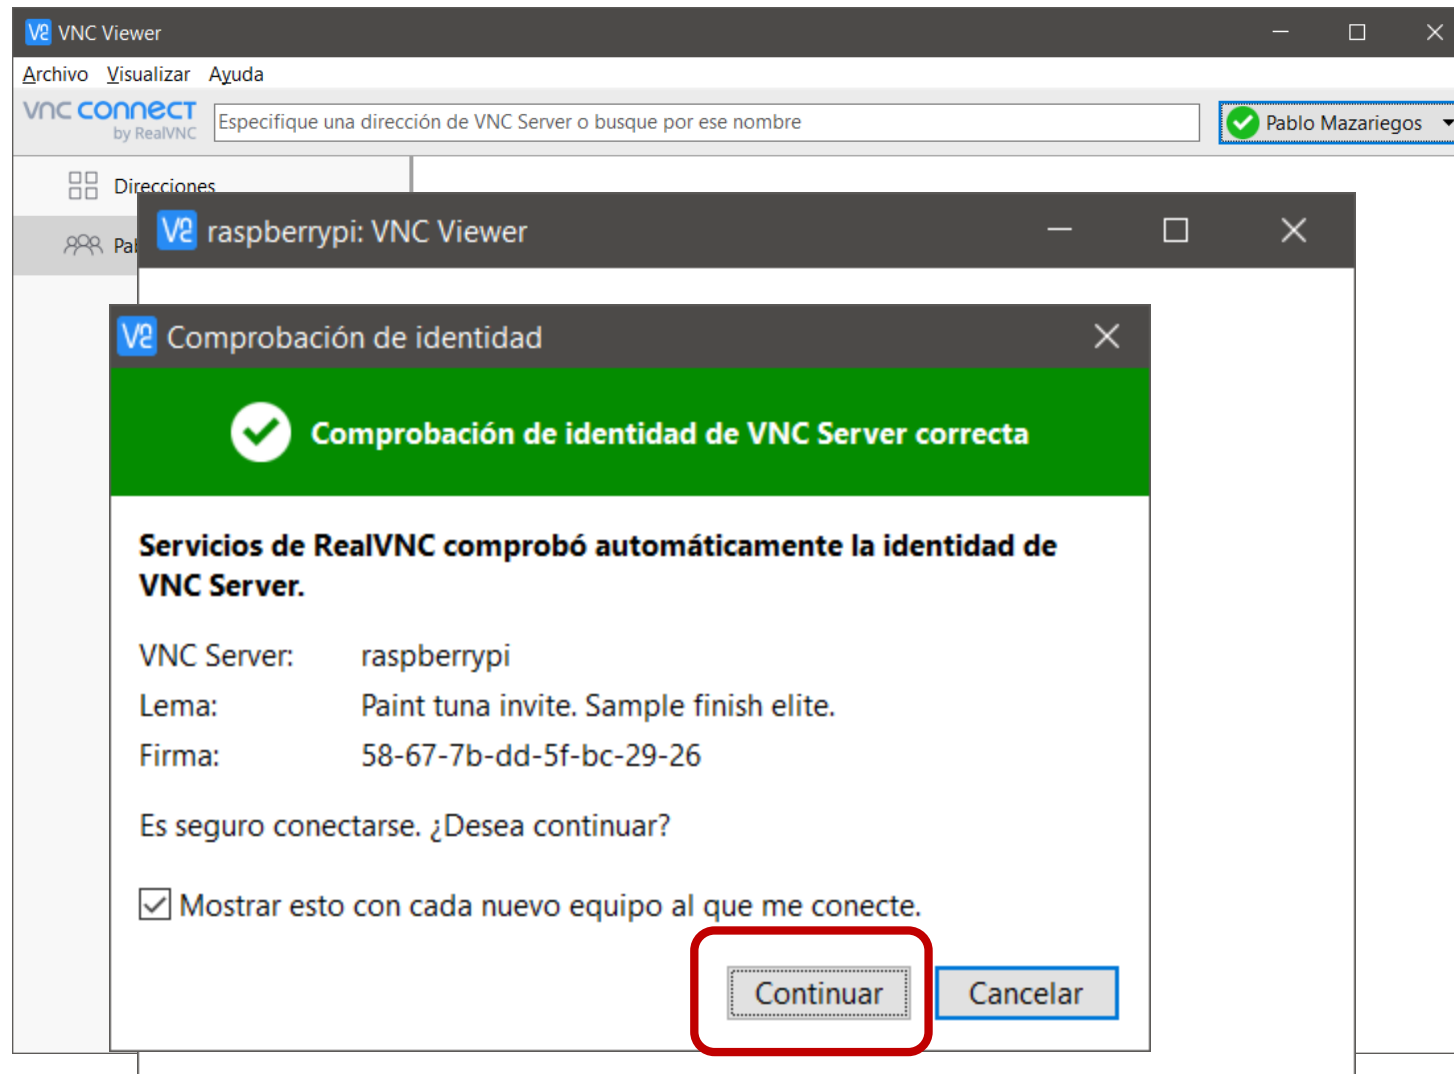 VNC Viewer
Archivo Visualizar Ayuda
vnc connect
by RealVNC
Especifique una dirección de VNC Server o busque por ese nombre
Pablo Mazariegos
Direcciones
raspberrypi: VNC Viewer
Comprobación de identidad
Comprobación de identidad de VNC Server correcta
Servicios de RealVNC comprobó automáticamente la identidad de
VNC Server.
VNC Server: raspberrypi
Lema: Paint tuna invite. Sample finish elite.
Firma: 58-67-7b-dd-5f-bc-29-26
Es seguro conectarse. ¿Desea continuar?
Mostrar esto con cada nuevo equipo al que me conecte.
Continuar Cancelar